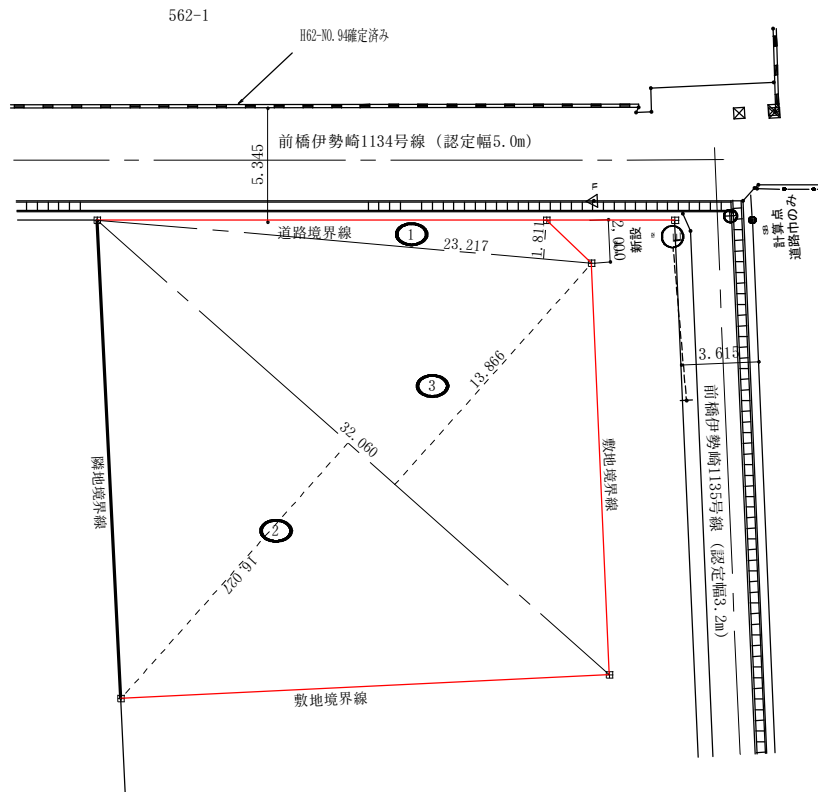 562-1
H62-NO.94確定済み
前橋伊勢崎1134号線 (認定幅5.0m)
5.345
道路境界線
1
23.217
1.811
2,000
新設
計算点
道路巾のみ
3.615
3
13.866
32.060
隣地境界線
敷地境界線
前橋伊勢崎1135号線 (認定幅3.2m)
2
16.027
敷地境界線